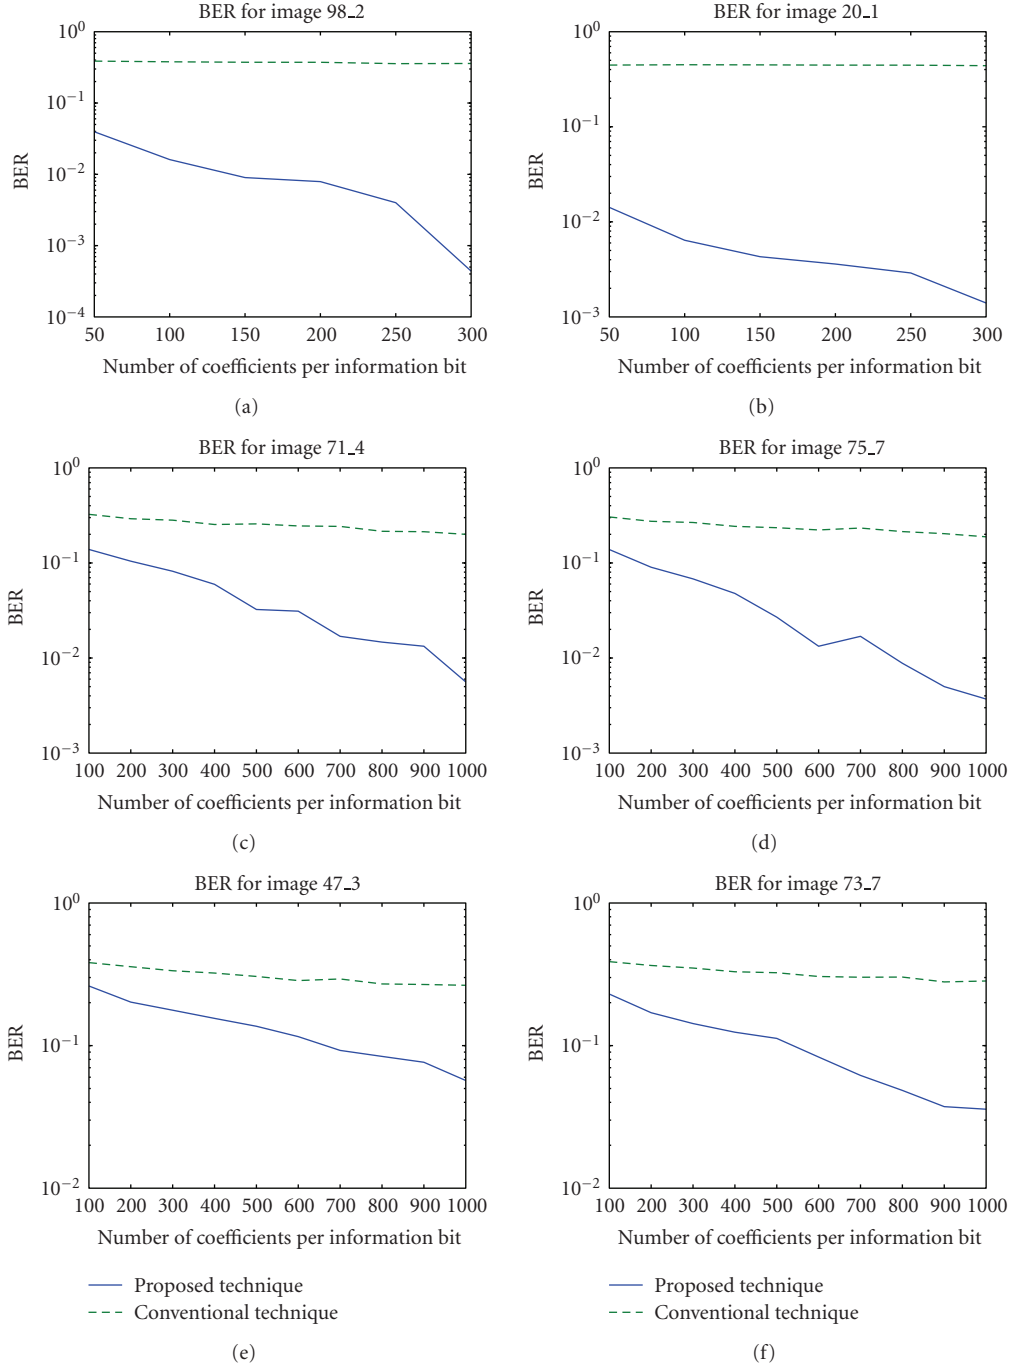 BER for image 98_2
10^0
10^−1
10^−2
10^−3
10^−4
BER
50 100 150 200 250 300
Number of coefficients per information bit
(a)
BER for image 20_1
10^0
10^−1
10^−2
10^−3
BER
50 100 150 200 250 300
Number of coefficients per information bit
(b)
BER for image 71_4
10^0
10^−1
10^−2
10^−3
BER
100 200 300 400 500 600 700 800 900 1000
Number of coefficients per information bit
(c)
BER for image 75_7
10^0
10^−1
10^−2
10^−3
BER
100 200 300 400 500 600 700 800 900 1000
Number of coefficients per information bit
(d)
BER for image 47_3
10^0
10^−1
10^−2
BER
100 200 300 400 500 600 700 800 900 1000
Number of coefficients per information bit
Proposed technique
Conventional technique
(e)
BER for image 73_7
10^0
10^−1
10^−2
BER
100 200 300 400 500 600 700 800 900 1000
Number of coefficients per information bit
Proposed technique
Conventional technique
(f)